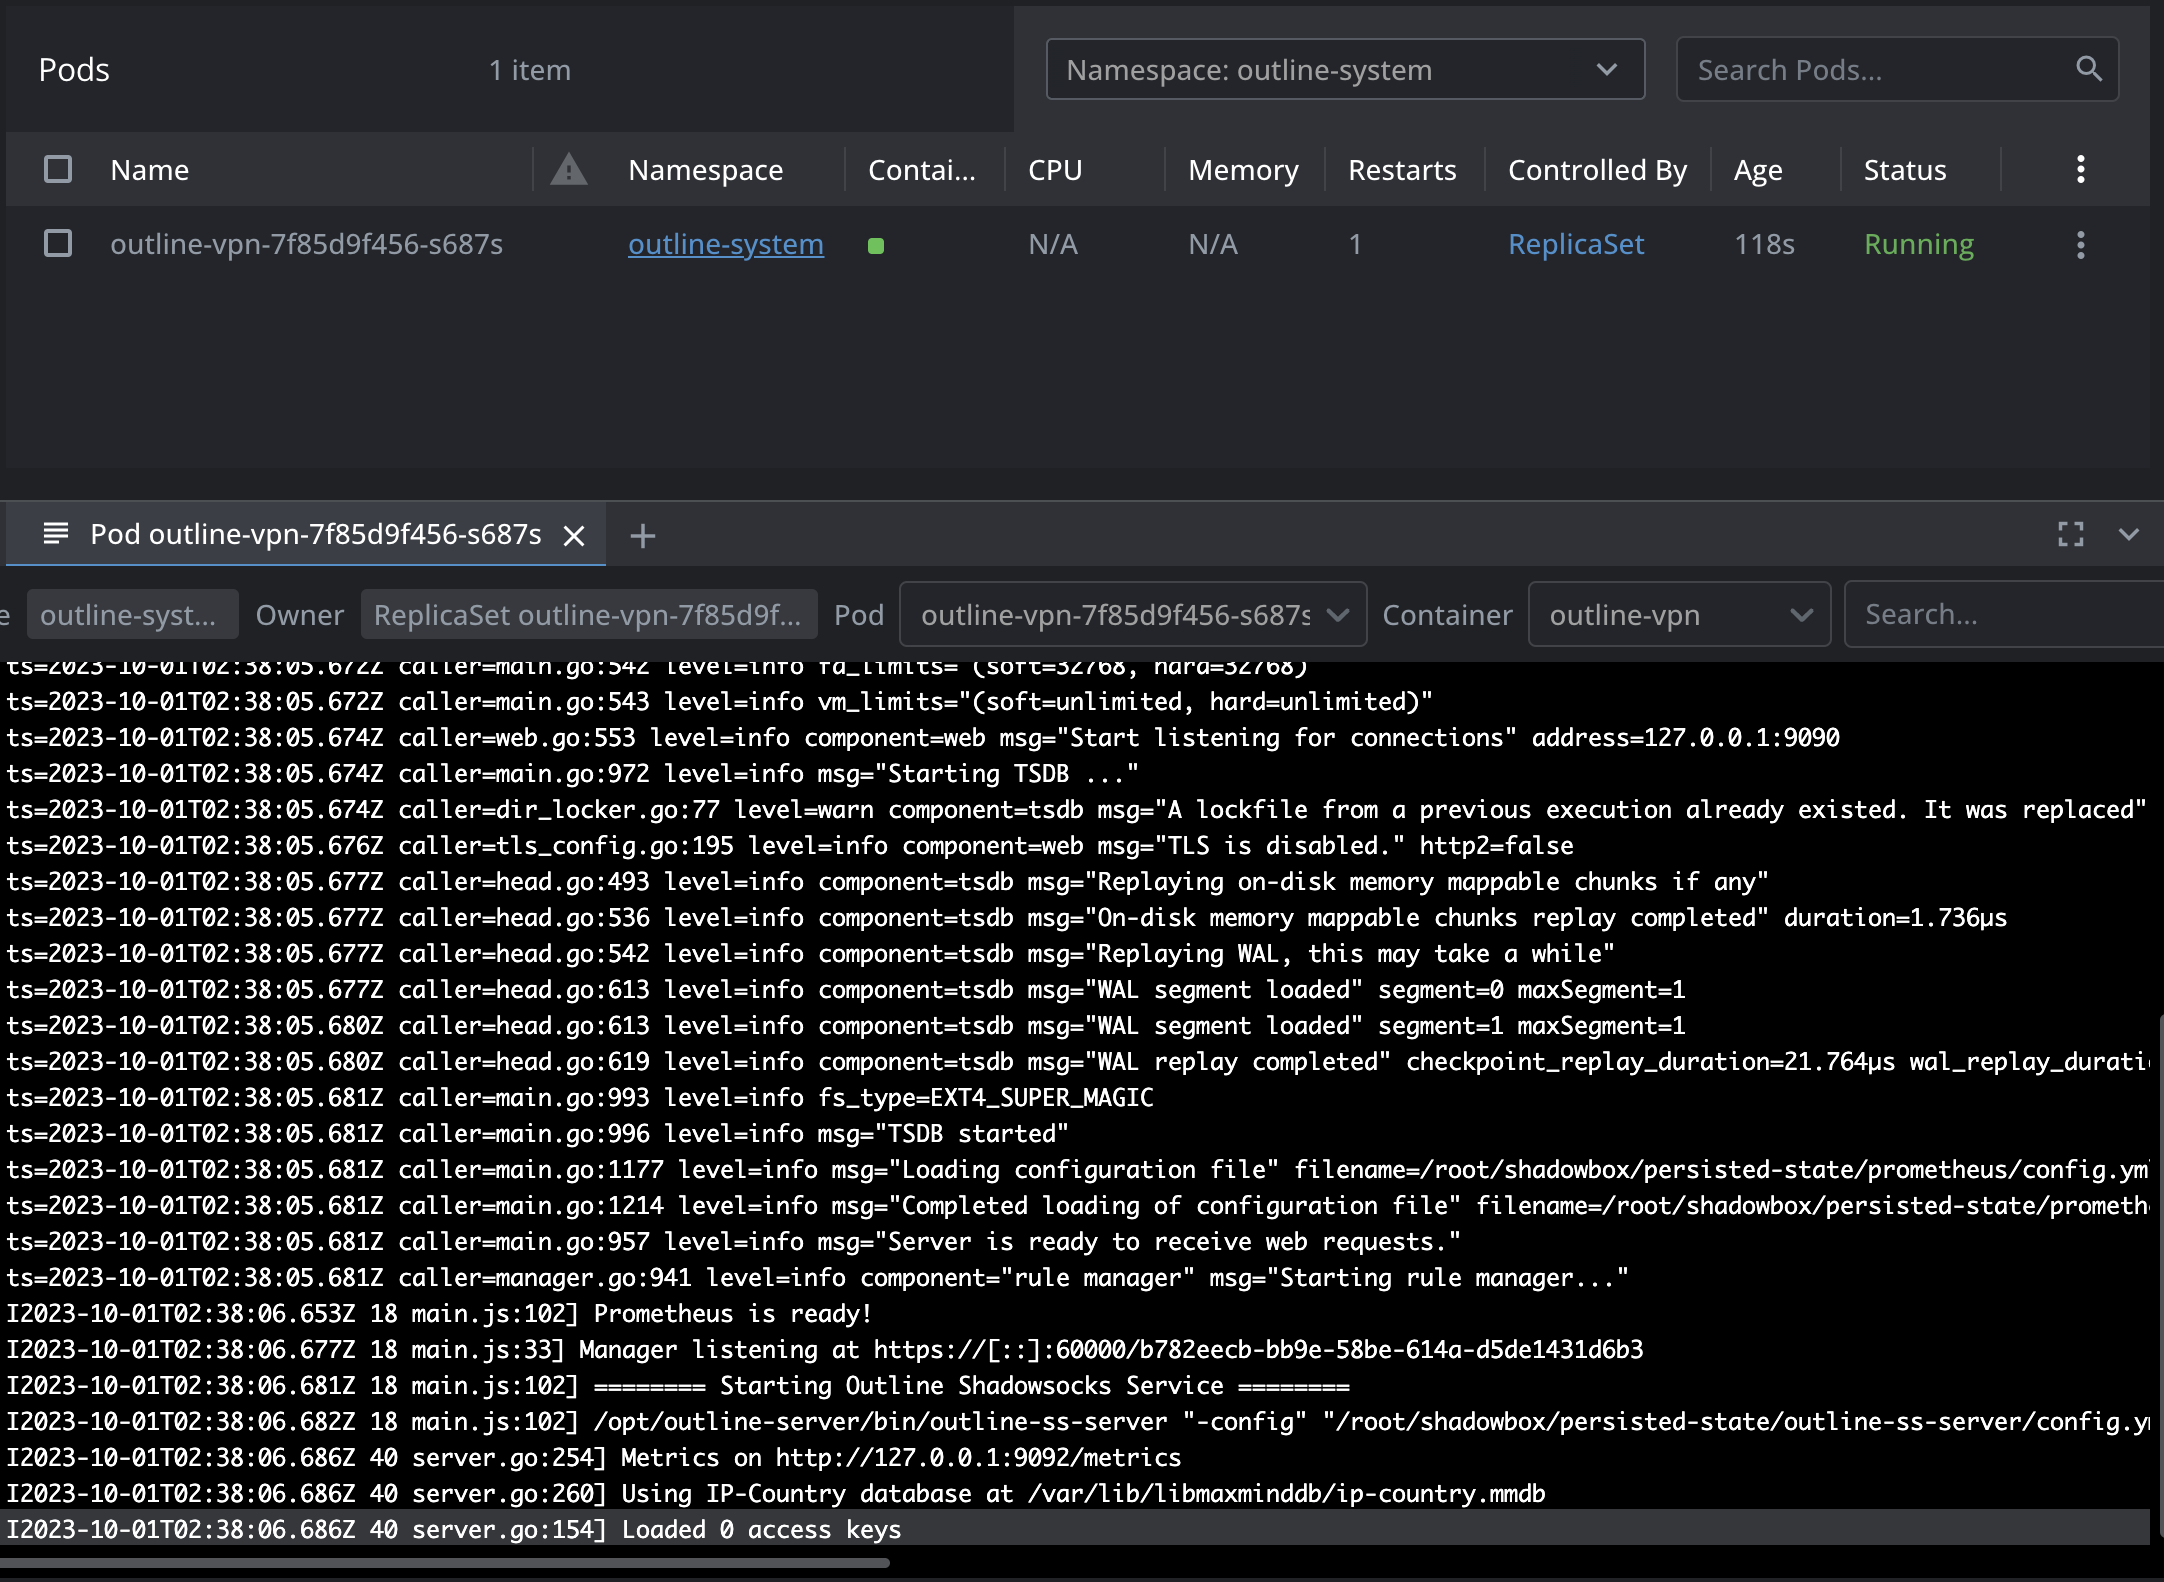 Pods 1 item Namespace: outline-system Search Pods...
Name Namespace Contai... CPU Memory Restarts Controlled By Age Status
outline-vpn-7f85d9f456-s687s outline-system N/A N/A 1 ReplicaSet 118s Running
Pod outline-vpn-7f85d9f456-s687s
e outline-syst... Owner ReplicaSet outline-vpn-7f85d9f... Pod outline-vpn-7f85d9f456-s687s Container outline-vpn Search...
ts=2023-10-01T02:38:05.672Z caller=main.go:542 level=info fd_limits="(soft=32768, hard=32768)"
ts=2023-10-01T02:38:05.672Z caller=main.go:543 level=info vm_limits="(soft=unlimited, hard=unlimited)"
ts=2023-10-01T02:38:05.674Z caller=web.go:553 level=info component=web msg="Start listening for connections" address=127.0.0.1:9090
ts=2023-10-01T02:38:05.674Z caller=main.go:972 level=info msg="Starting TSDB ..."
ts=2023-10-01T02:38:05.674Z caller=dir_locker.go:77 level=warn component=tsdb msg="A lockfile from a previous execution already existed. It was replaced"
ts=2023-10-01T02:38:05.676Z caller=tls_config.go:195 level=info component=web msg="TLS is disabled." http2=false
ts=2023-10-01T02:38:05.677Z caller=head.go:493 level=info component=tsdb msg="Replaying on-disk memory mappable chunks if any"
ts=2023-10-01T02:38:05.677Z caller=head.go:536 level=info component=tsdb msg="On-disk memory mappable chunks replay completed" duration=1.736µs
ts=2023-10-01T02:38:05.677Z caller=head.go:542 level=info component=tsdb msg="Replaying WAL, this may take a while"
ts=2023-10-01T02:38:05.677Z caller=head.go:613 level=info component=tsdb msg="WAL segment loaded" segment=0 maxSegment=1
ts=2023-10-01T02:38:05.680Z caller=head.go:613 level=info component=tsdb msg="WAL segment loaded" segment=1 maxSegment=1
ts=2023-10-01T02:38:05.680Z caller=head.go:619 level=info component=tsdb msg="WAL replay completed" checkpoint_replay_duration=21.764µs wal_replay_durati
ts=2023-10-01T02:38:05.681Z caller=main.go:993 level=info fs_type=EXT4_SUPER_MAGIC
ts=2023-10-01T02:38:05.681Z caller=main.go:996 level=info msg="TSDB started"
ts=2023-10-01T02:38:05.681Z caller=main.go:1177 level=info msg="Loading configuration file" filename=/root/shadowbox/persisted-state/prometheus/config.yml
ts=2023-10-01T02:38:05.681Z caller=main.go:1214 level=info msg="Completed loading of configuration file" filename=/root/shadowbox/persisted-state/prometh
ts=2023-10-01T02:38:05.681Z caller=main.go:957 level=info msg="Server is ready to receive web requests."
ts=2023-10-01T02:38:05.681Z caller=manager.go:941 level=info component="rule manager" msg="Starting rule manager..."
I2023-10-01T02:38:06.653Z 18 main.js:102] Prometheus is ready!
I2023-10-01T02:38:06.677Z 18 main.js:33] Manager listening at https://[::]:60000/b782eecb-bb9e-58be-614a-d5de1431d6b3
I2023-10-01T02:38:06.681Z 18 main.js:102] ======== Starting Outline Shadowsocks Service ========
I2023-10-01T02:38:06.682Z 18 main.js:102] /opt/outline-server/bin/outline-ss-server "-config" "/root/shadowbox/persisted-state/outline-ss-server/config.ym
I2023-10-01T02:38:06.686Z 40 server.go:254] Metrics on http://127.0.0.1:9092/metrics
I2023-10-01T02:38:06.686Z 40 server.go:260] Using IP-Country database at /var/lib/libmaxminddb/ip-country.mmdb
I2023-10-01T02:38:06.686Z 40 server.go:154] Loaded 0 access keys